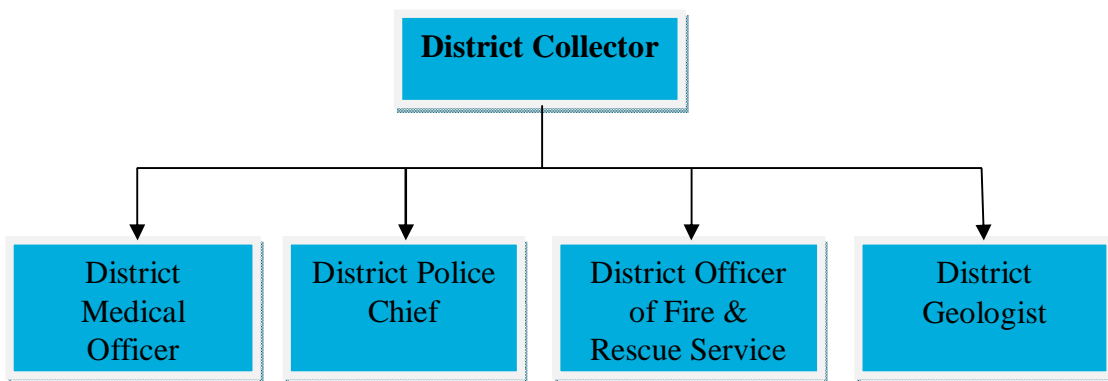 District Collector
District
Medical
Officer
District Police
Chief
District Officer
of Fire &
Rescue Service
District
Geologist